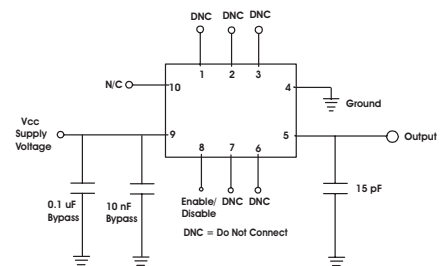 DNC DNC DNC
1 2 3
N/C 10 4
Ground
Vcc
Supply
Voltage
9 5 Output
8 7 6
0.1 uF
Bypass
10 nF
Bypass
Enable/
Disable
DNC DNC
15 pF
DNC = Do Not Connect